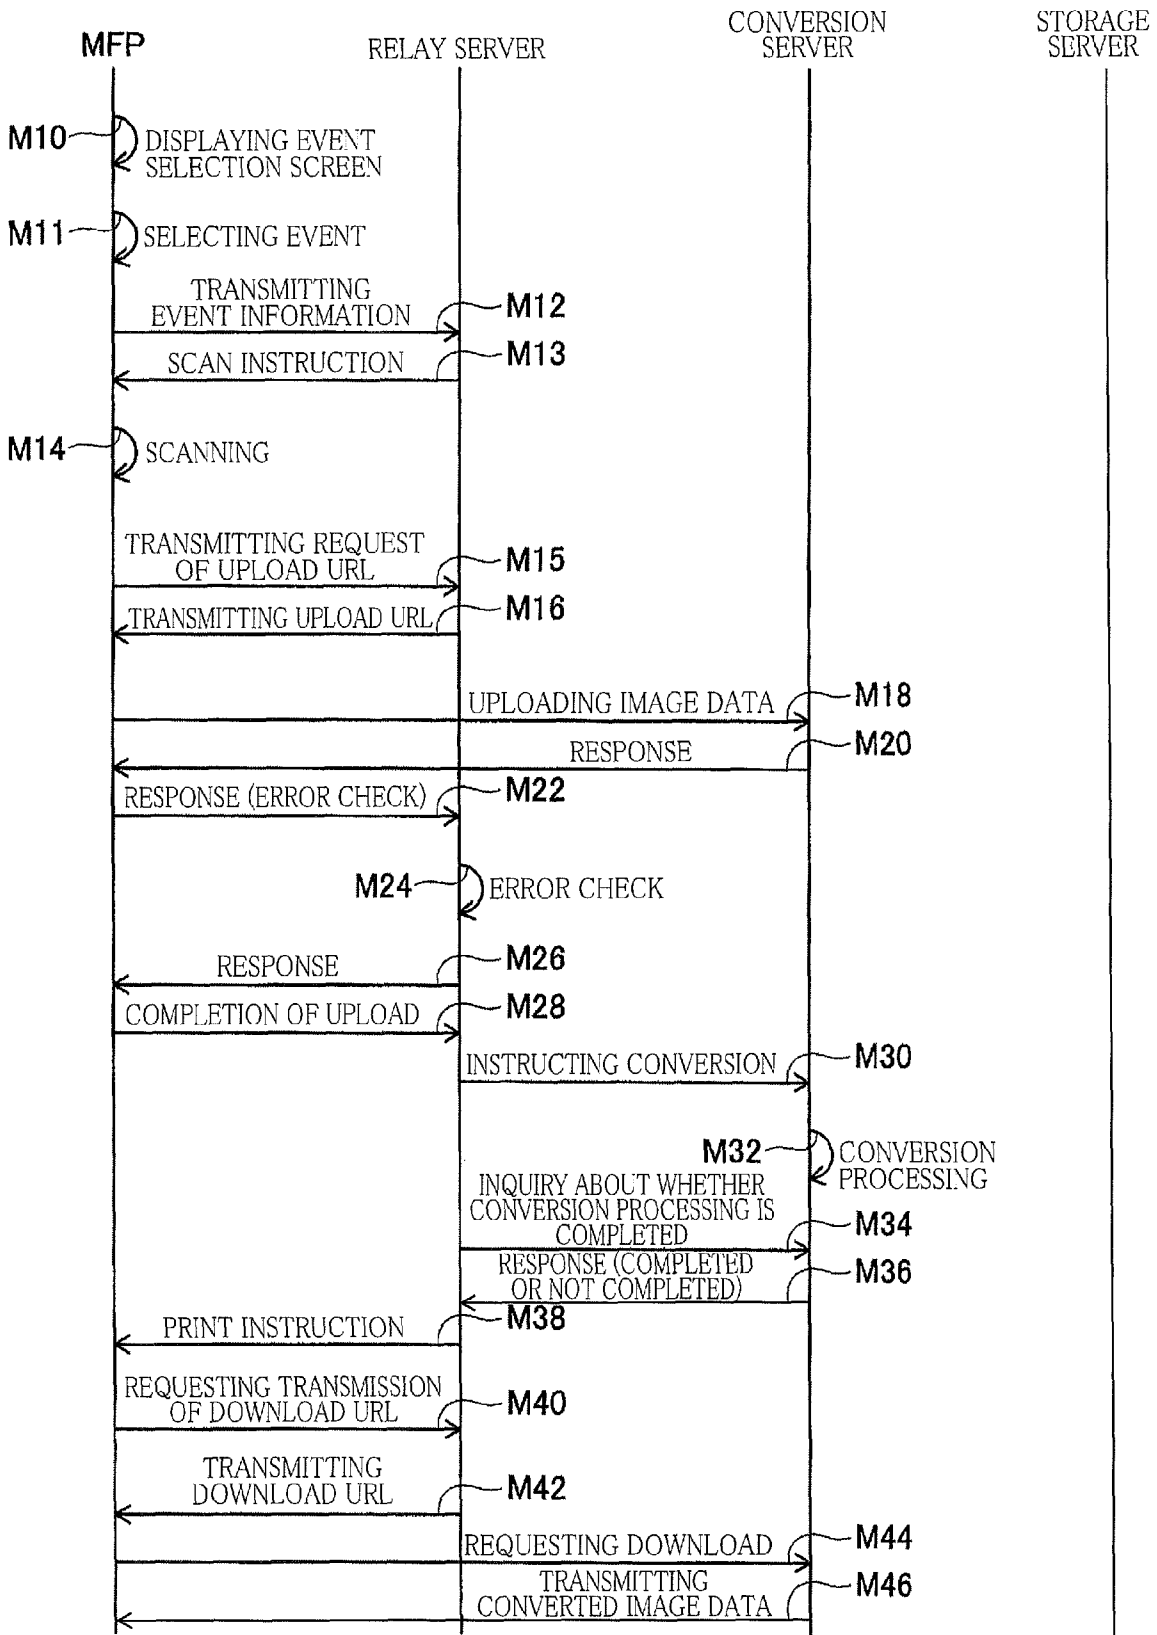 MFP
RELAY SERVER
CONVERSION
SERVER
STORAGE
SERVER
M10
DISPLAYING EVENT
SELECTION SCREEN
M11
SELECTING EVENT
TRANSMITTING
EVENT INFORMATION
M12
SCAN INSTRUCTION
M13
M14
SCANNING
TRANSMITTING REQUEST
OF UPLOAD URL
M15
TRANSMITTING UPLOAD URL
M16
UPLOADING IMAGE DATA
M18
RESPONSE
M20
RESPONSE (ERROR CHECK)
M22
M24
ERROR CHECK
RESPONSE
M26
COMPLETION OF UPLOAD
M28
INSTRUCTING CONVERSION
M30
M32
CONVERSION
PROCESSING
INQUIRY ABOUT WHETHER
CONVERSION PROCESSING IS
COMPLETED
M34
RESPONSE (COMPLETED
OR NOT COMPLETED)
M36
PRINT INSTRUCTION
M38
REQUESTING TRANSMISSION
OF DOWNLOAD URL
M40
TRANSMITTING
DOWNLOAD URL
M42
REQUESTING DOWNLOAD
M44
TRANSMITTING
CONVERTED IMAGE DATA
M46